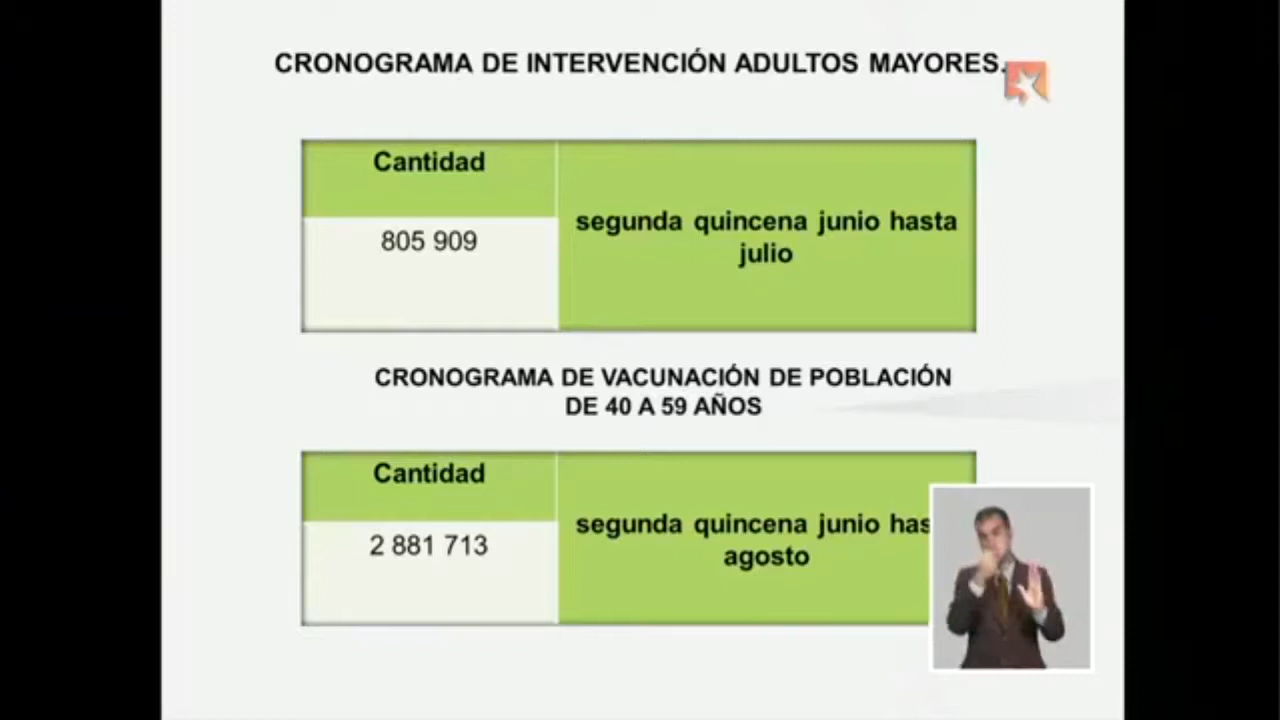 CRONOGRAMA DE INTERVENCIÓN ADULTOS MAYORES.
Cantidad
805 909
segunda quincena junio hasta
julio
CRONOGRAMA DE VACUNACIÓN DE POBLACIÓN
DE 40 A 59 AÑOS
Cantidad
2 881 713
segunda quincena junio has
agosto